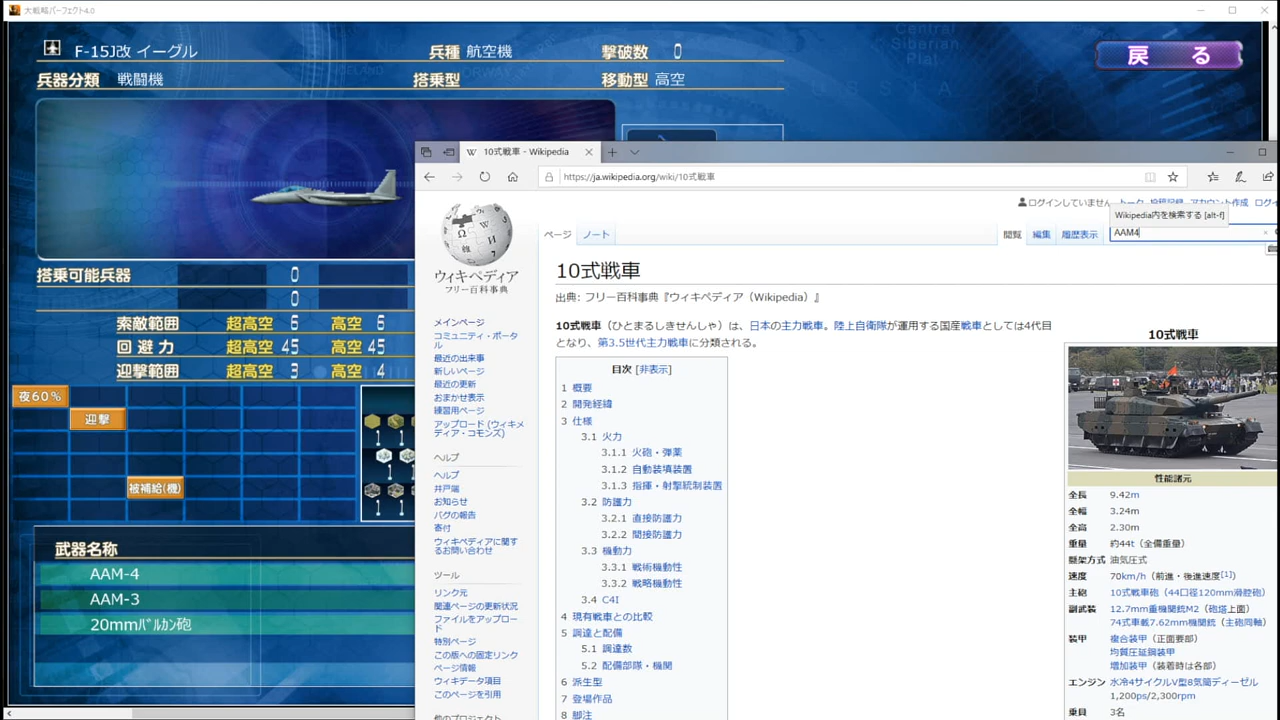 大戦略パーフェクト4.0
F-15J改 イーグル
兵種 航空機
撃破数 0
戻る
兵器分類 戦闘機
搭乗型
移動型 高空
Central
Sibarian
Plat
搭乗可能兵器 0
0
索敵範囲 超高空 6 高空 6
回避力 超高空 45 高空 45
迎撃範囲 超高空 3 高空 4
夜60%
迎撃
被補給(機)
1 1
1
1 1
武器名称
AAM-4
AAM-3
20mmバルカン砲
W 10式戦車 - Wikipedia
https://ja.wikipedia.org/wiki/10式戦車
ログインしていません トーク 投稿記録 アカウント作成 ログイ
Wikipedia内を検索する [alt-f]
ページ ノート
閲覧 編集 履歴表示
AAM4
ウィキペディア
フリー百科事典
メインページ
コミュニティ・ポータ
ル
最近の出来事
新しいページ
最近の更新
おまかせ表示
練習用ページ
アップロード (ウィキメ
ディア・コモンズ)
ヘルプ
ヘルプ
井戸端
お知らせ
バグの報告
寄付
ウィキペディアに関す
るお問い合わせ
ツール
リンク元
関連ページの更新状況
ファイルをアップロー
ド
特別ページ
この版への固定リンク
ページ情報
ウィキデータ項目
このページを引用
他のプロジェクト
10式戦車
出典: フリー百科事典『ウィキペディア（Wikipedia）』
10式戦車（ひとまるしきせんしゃ）は、日本の主力戦車。陸上自衛隊が運用する国産戦車としては4代目
となり、第3.5世代主力戦車に分類される。
目次 [非表示]
1 概要
2 開発経緯
3 仕様
3.1 火力
3.1.1 火砲・弾薬
3.1.2 自動装填装置
3.1.3 指揮・射撃統制装置
3.2 防護力
3.2.1 直接防護力
3.2.2 間接防護力
3.3 機動力
3.3.1 戦術機動性
3.3.2 戦略機動性
3.4 C4I
4 現有戦車との比較
5 調達と配備
5.1 調達数
5.2 配備部隊・機関
6 派生型
7 登場作品
8 脚注
10式戦車
性能諸元
全長 9.42m
全幅 3.24m
全高 2.30m
重量 約44t（全備重量）
懸架方式 油気圧式
速度 70km/h（前進・後進速度[1]）
主砲 10式戦車砲（44口径120mm滑腔砲）
副武装 12.7mm重機関銃M2（砲塔上面）
74式車載7.62mm機関銃（主砲同軸）
装甲 複合装甲（正面要部）
均質圧延鋼装甲
増加装甲（装着時は各部）
エンジン 水冷4サイクルV型8気筒ディーゼル
1,200ps/2,300rpm
乗員 3名